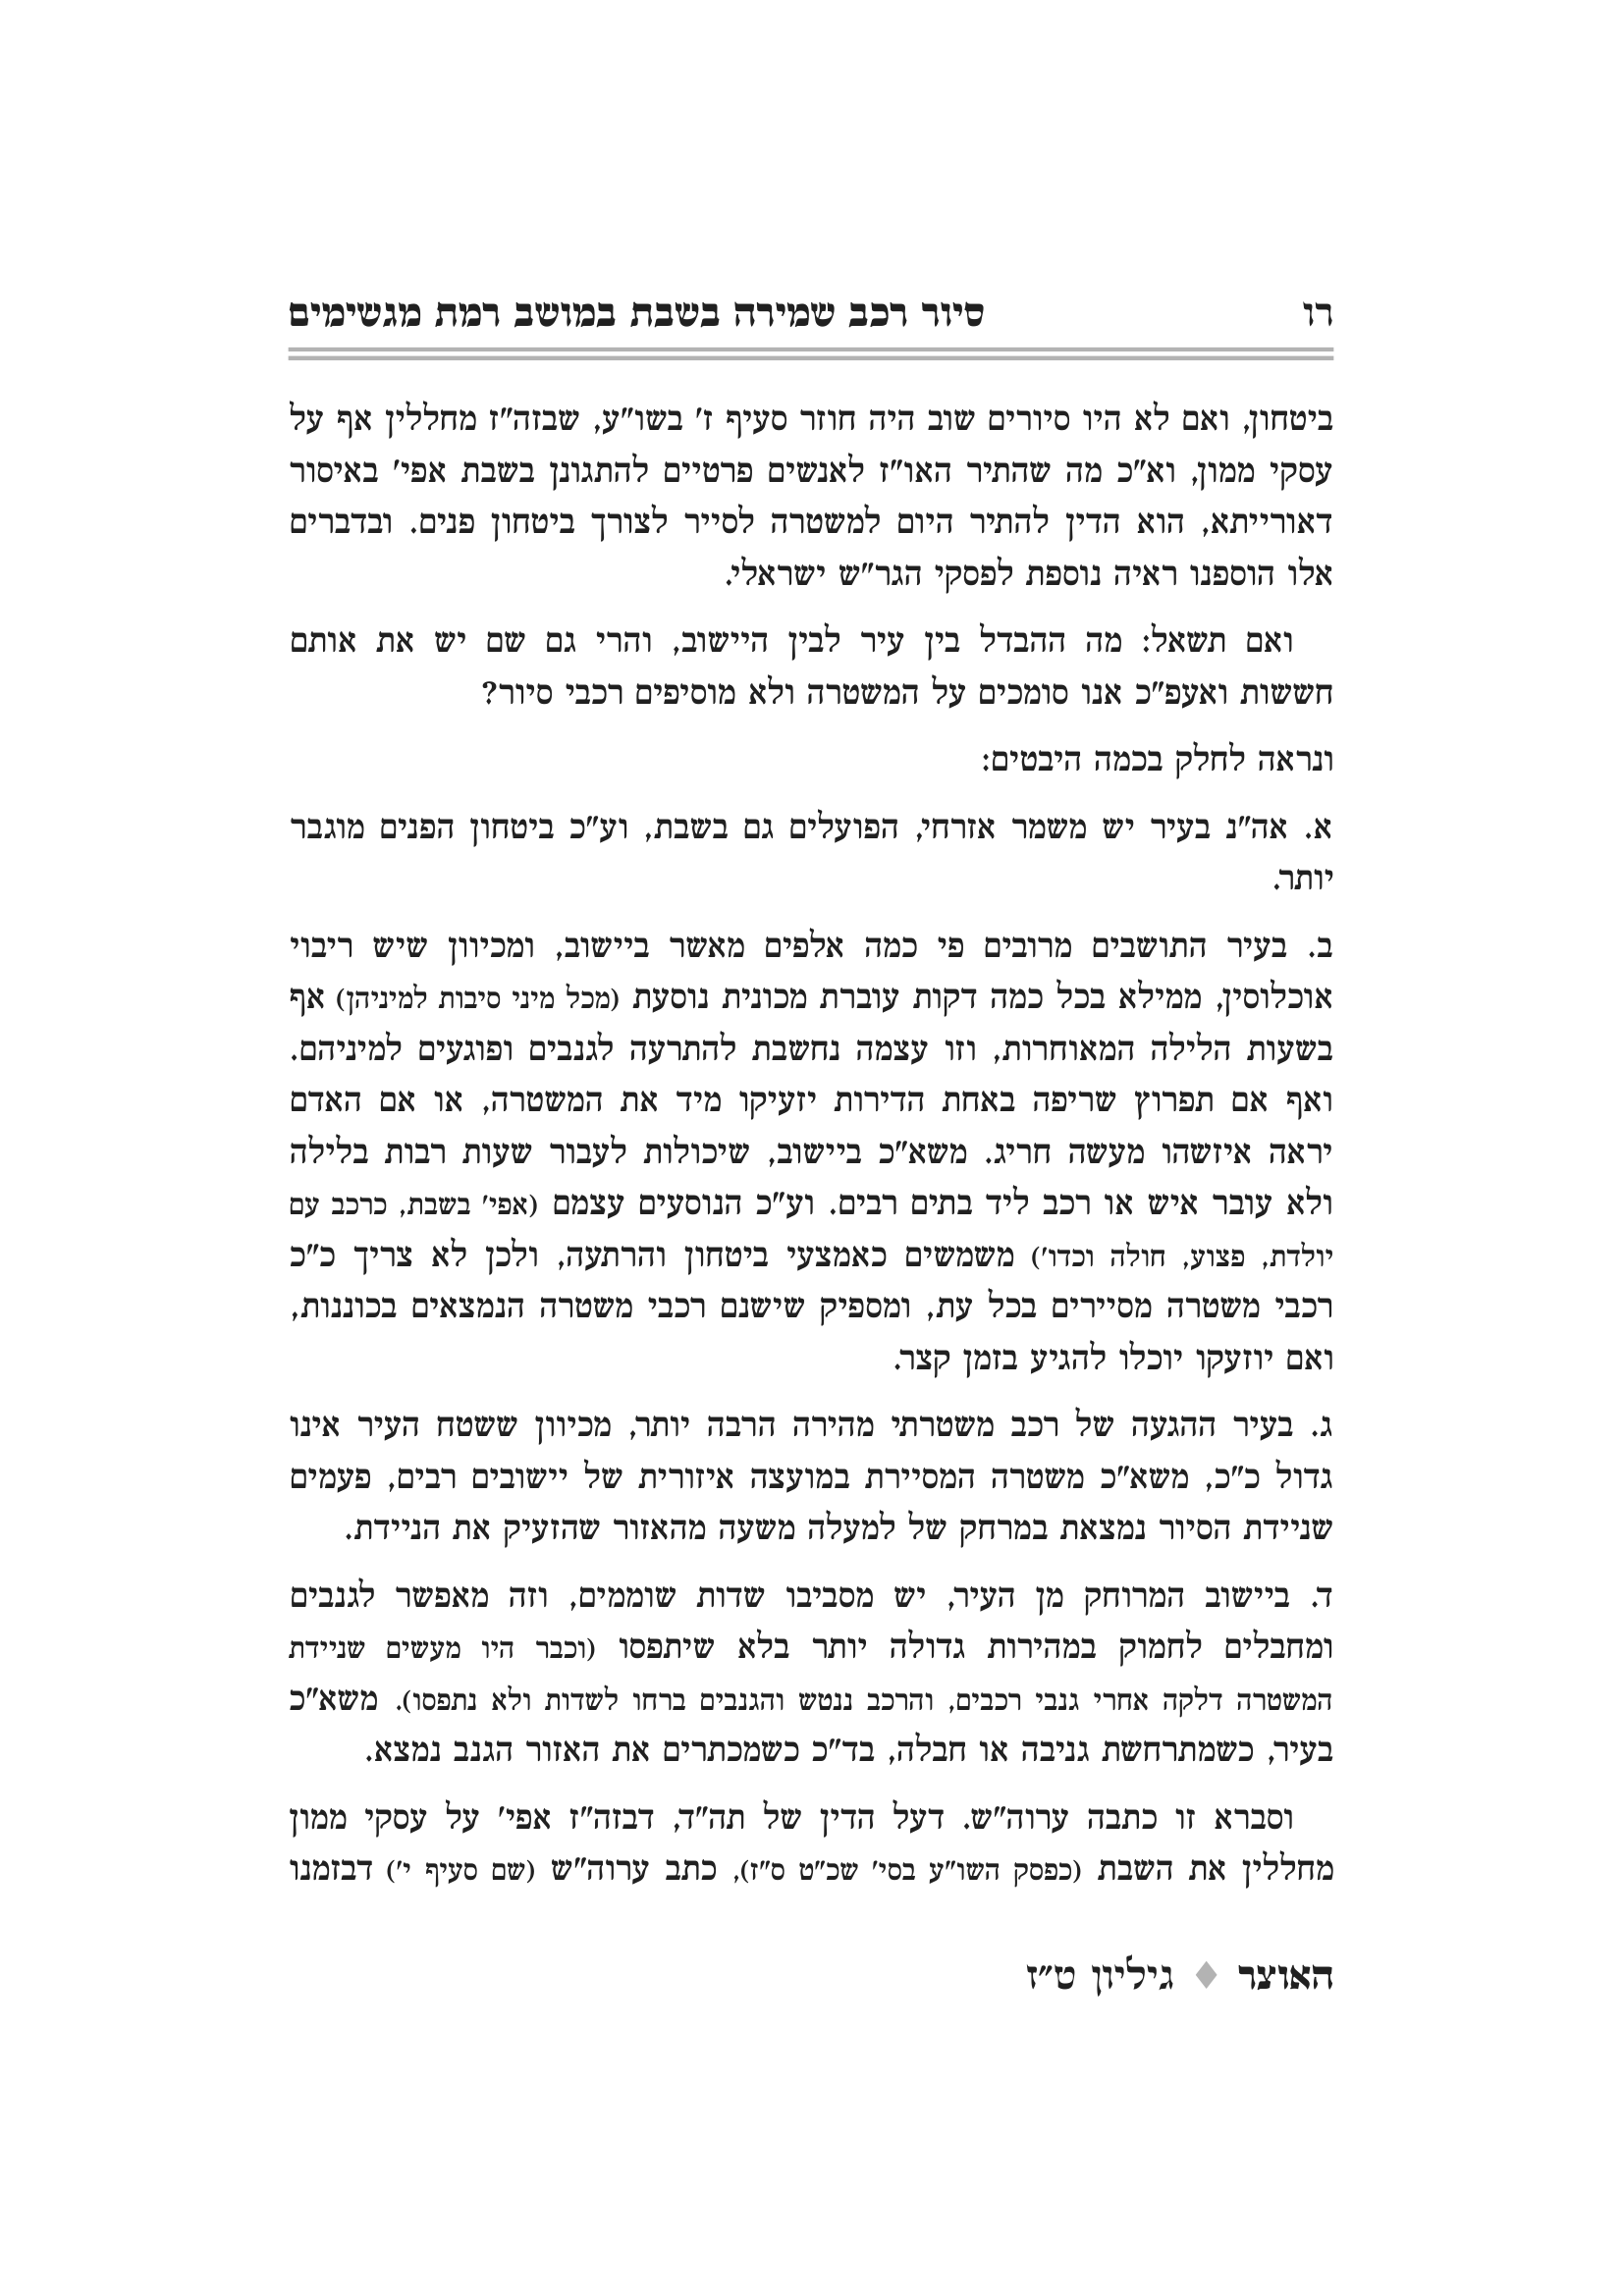 רו סיור רכב שמירה בשבת במושב רמת מגשימים
ביטחון, ואם לא היו סיורים שוב היה חוזר סעיף ז' בשו"ע, שבזה"ז מחללין אף על
עסקי ממון, וא"כ מה שהתיר האו"ז לאנשים פרטיים להתגונן בשבת אפי' באיסור
דאורייתא, הוא הדין להתיר היום למשטרה לסייר לצורך ביטחון פנים. ובדברים
אלו הוספנו ראיה נוספת לפסקי הגר"ש ישראלי.
ואם תשאל: מה ההבדל בין עיר לבין היישוב, והרי גם שם יש את אותם
חששות ואעפ"כ אנו סומכים על המשטרה ולא מוסיפים רכבי סיור?
ונראה לחלק בכמה היבטים:
א. אה"נ בעיר יש משמר אזרחי, הפועלים גם בשבת, וע"כ ביטחון הפנים מוגבר
יותר.
ב. בעיר התושבים מרובים פי כמה אלפים מאשר ביישוב, ומכיוון שיש ריבוי
אוכלוסין, ממילא בכל כמה דקות עוברת מכונית נוסעת (מכל מיני סיבות למיניהן) אף
בשעות הלילה המאוחרות, וזו עצמה נחשבת להתרעה לגנבים ופוגעים למיניהם.
ואף אם תפרוץ שריפה באחת הדירות יזעיקו מיד את המשטרה, או אם האדם
יראה איזשהו מעשה חריג. משא"כ ביישוב, שיכולות לעבור שעות רבות בלילה
ולא עובר איש או רכב ליד בתים רבים. וע"כ הנוסעים עצמם (אפי' בשבת, כרכב עם
יולדת, פצוע, חולה וכדו') משמשים כאמצעי ביטחון והרתעה, ולכן לא צריך כ"כ
רכבי משטרה מסיירים בכל עת, ומספיק שישנם רכבי משטרה הנמצאים בכוננות,
ואם יוזעקו יוכלו להגיע בזמן קצר.
ג. בעיר ההגעה של רכב משטרתי מהירה הרבה יותר, מכיוון ששטח העיר אינו
גדול כ"כ, משא"כ משטרה המסיירת במועצה איזורית של יישובים רבים, פעמים
שניידת הסיור נמצאת במרחק של למעלה משעה מהאזור שהזעיק את הניידת.
ד. ביישוב המרוחק מן העיר, יש מסביבו שדות שוממים, וזה מאפשר לגנבים
ומחבלים לחמוק במהירות גדולה יותר בלא שיתפסו (וכבר היו מעשים שניידת
המשטרה דלקה אחרי גנבי רכבים, והרכב ננטש והגנבים ברחו לשדות ולא נתפסו). משא"כ
בעיר, כשמתרחשת גניבה או חבלה, בד"כ כשמכתרים את האזור הגנב נמצא.
וסברא זו כתבה ערוה"ש. דעל הדין של תה"ד, דבזה"ז אפי' על עסקי ממון
מחללין את השבת (כפסק השו"ע בסי' שכ"ט ס"ז), כתב ערוה"ש (שם סעיף י') דבזמנו
האוצר ♦ גיליון ט"ז